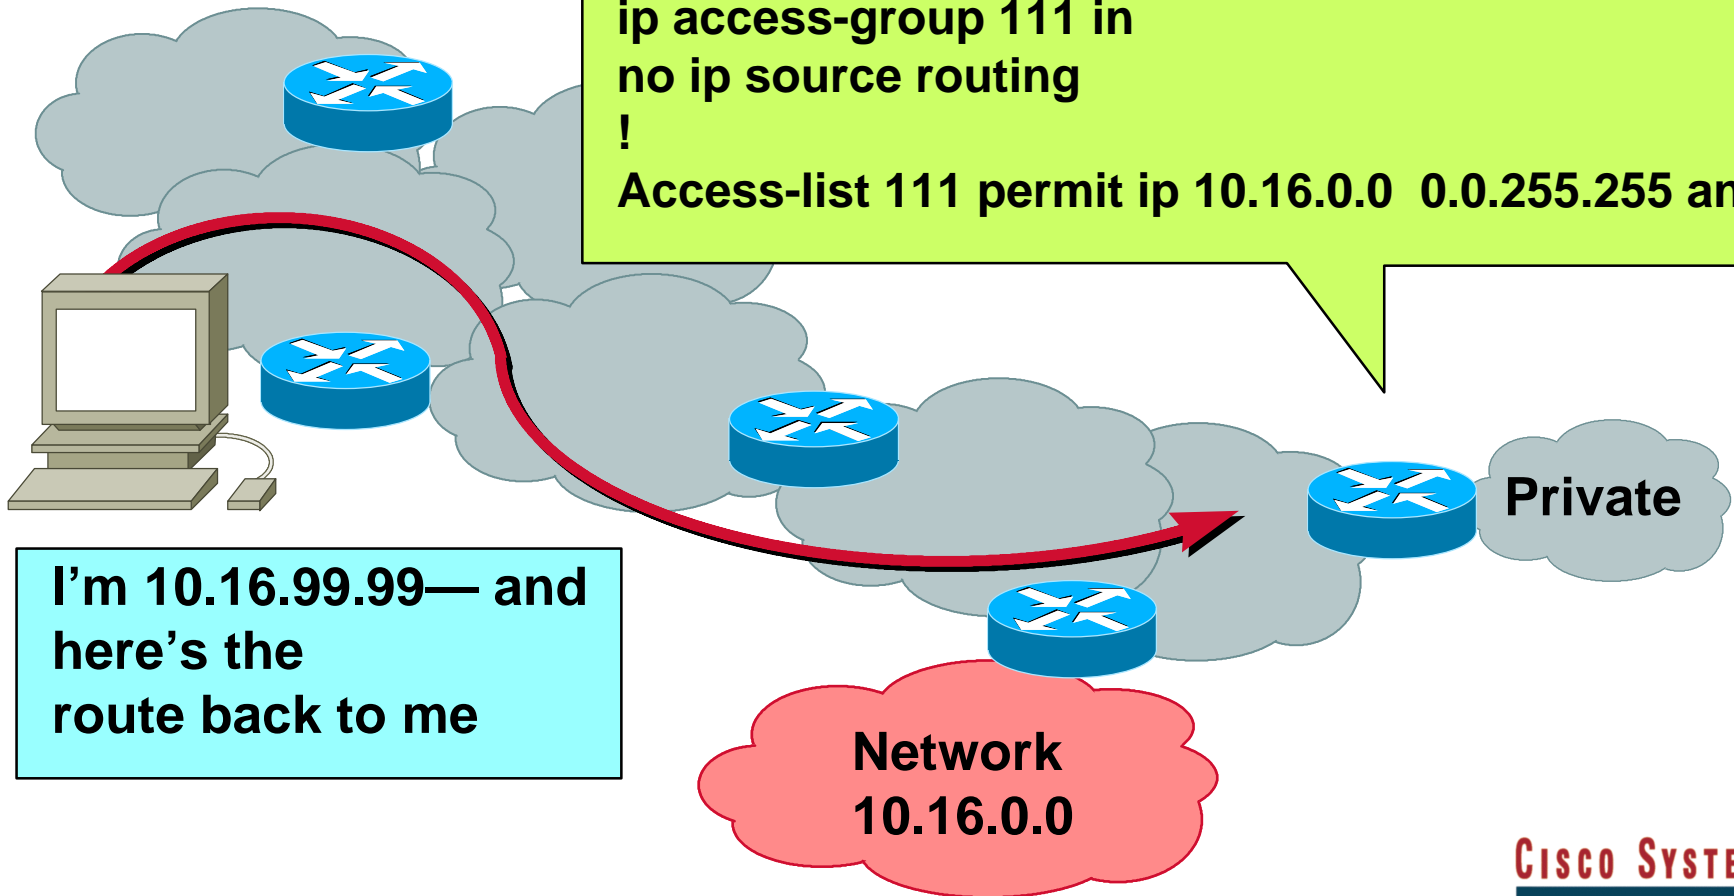 ip access-group 111 in
no ip source routing
!
Access-list 111 permit ip 10.16.0.0  0.0.255.255 an
Private
I’m 10.16.99.99— and
here’s the
route back to me
Network
10.16.0.0
CISCO SYSTE